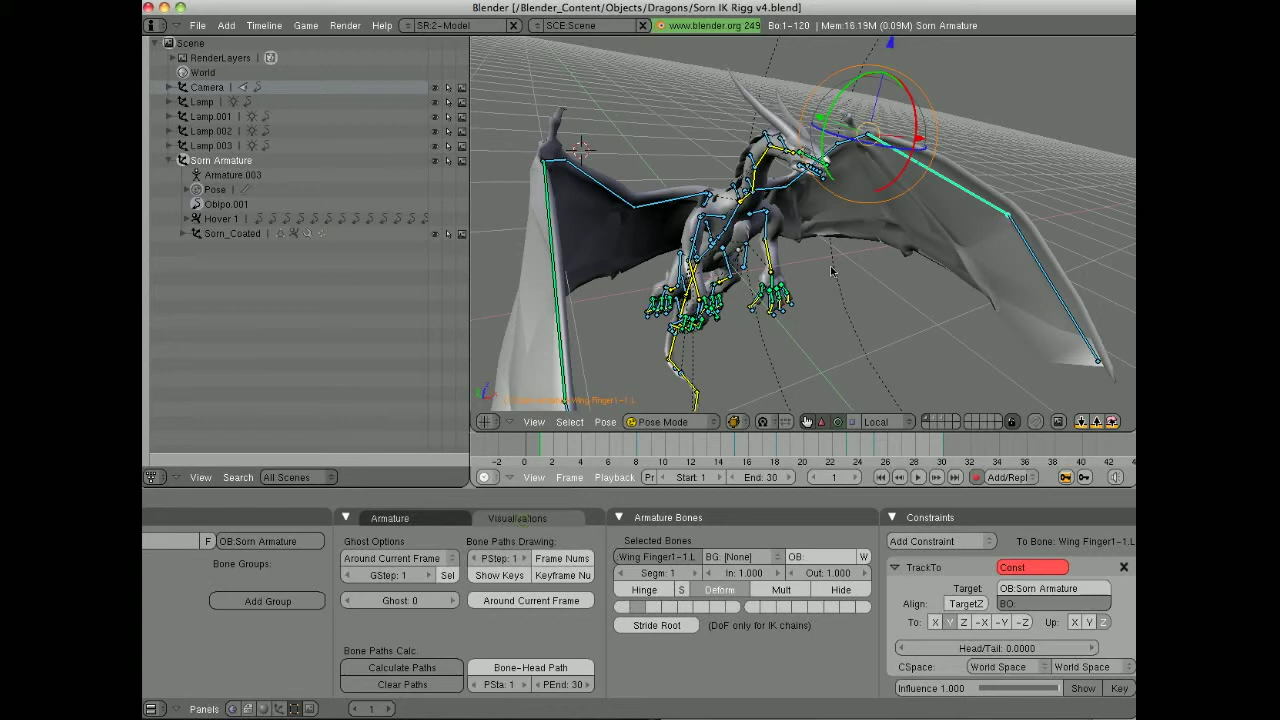 Blender [/Blender_Content/Objects/Dragons/Sorn IK Rigg v4.blend]
File Add Timeline Game Render Help SR:2-Model SCE:Scene www.blender.org 249 Bo:1-120 | Mem:16.19M (0.09M) Sorn Armature
Scene
RenderLayers |
World
Camera |
Lamp |
Lamp.001 |
Lamp.002 |
Lamp.003 |
Sorn Armature
Armature.003
Pose |
ObIpo.001
Hover 1 |
Sorn_Coated |
Wing Finger1-1.L
View Select Pose Pose Mode Local
-2 0 2 4 6 8 10 12 14 16 18 20 22 24 26 28 30 32 34 36 38 40 42 44
View Search All Scenes
View Frame Playback Pr Start: 1 End: 30 1 Add/Repl
Armature Visualisations Armature Bones Constraints
F OB:Sorn Armature
Bone Groups:
Add Group
Ghost Options Bone Paths Drawing:
Around Current Frame PStep: 1 Frame Nums
GStep: 1 Sel Show Keys Keyframe Nu
Ghost: 0 Around Current Frame
Bone Paths Calc.
Calculate Paths Bone-Head Path
Clear Paths PSta: 1 PEnd: 30
Selected Bones
Wing Finger1-1.L BG: [None] OB: W
Segm: 1 In: 1.000 Out: 1.000
Hinge S Deform Mult Hide
Stride Root (DoF only for IK chains)
Add Constraint To Bone: Wing Finger1-1.L
TrackTo Const
Target: OB:Sorn Armature
Align: TargetZ BO:
To: X Y Z -X -Y -Z Up: X Y Z
Head/Tail: 0.0000
CSpace: World Space World Space
Influence 1.000 Show Key
Panels 1